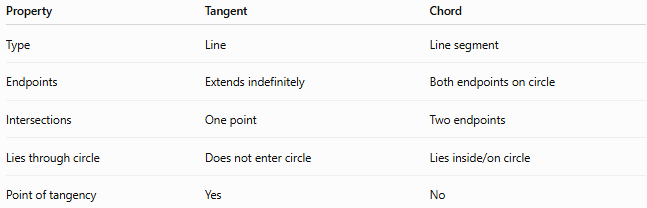 Property Tangent Chord
Type Line Line segment
Endpoints Extends indefinitely Both endpoints on circle
Intersections One point Two endpoints
Lies through circle Does not enter circle Lies inside/on circle
Point of tangency Yes No